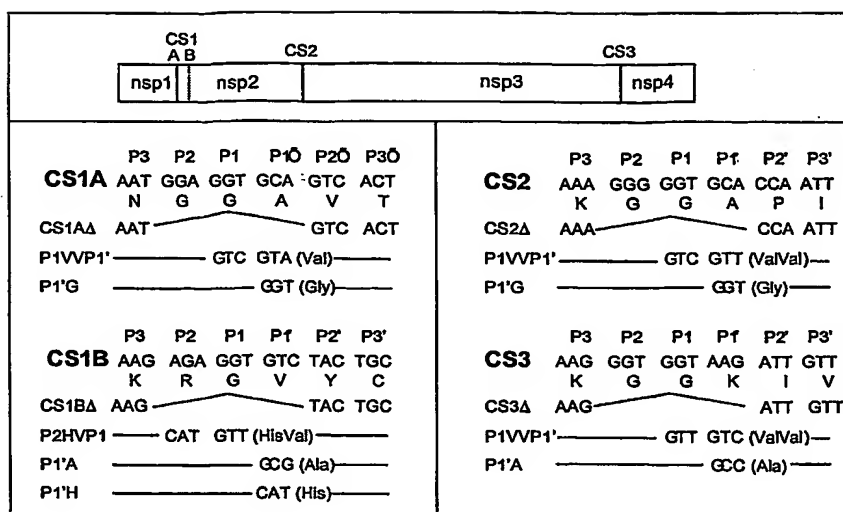 CS1
A B
CS2
CS3
nsp1
nsp2
nsp3
nsp4
P3 P2 P1 P1Õ P2Õ P3Õ
CS1A AAT GGA GGT GCA GTC ACT
N G G A V T
CS1AΔ AAT GTC ACT
P1VVP1' GTC GTA (Val)
P1'G GGT (Gly)
P3 P2 P1 P1' P2' P3'
CS1B AAG AGA GGT GTC TAC TGC
K R G V Y C
CS1BΔ AAG TAC TGC
P2HVP1 CAT GTT (HisVal)
P1'A GCG (Ala)
P1'H CAT (His)
P3 P2 P1 P1' P2' P3'
CS2 AAA GGG GGT GCA CCA ATT
K G G A P I
CS2Δ AAA CCA ATT
P1VVP1' GTC GTT (ValVal)
P1'G GGT (Gly)
P3 P2 P1 P1' P2' P3'
CS3 AAG GGT GGT AAG ATT GTT
K G G K I V
CS3Δ AAG ATT GTT
P1VVP1' GTT GTC (ValVal)
P1'A GCC (Ala)